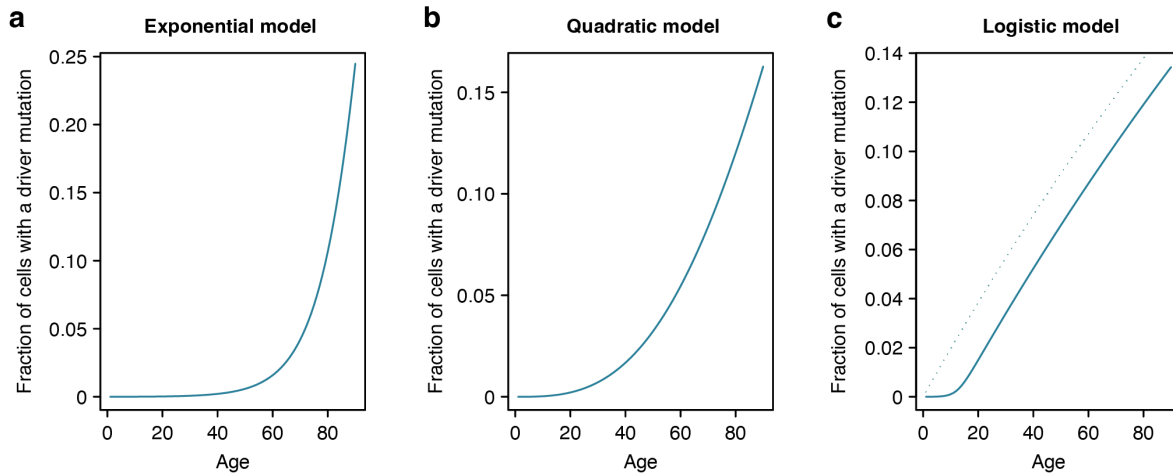 a
Exponential model
Fraction of cells with a driver mutation
0.25
0.20
0.15
0.10
0.05
0
0 20 40 60 80
Age
b
Quadratic model
Fraction of cells with a driver mutation
0.15
0.10
0.05
0
0 20 40 60 80
Age
c
Logistic model
Fraction of cells with a driver mutation
0.14
0.12
0.10
0.08
0.06
0.04
0.02
0
0 20 40 60 80
Age